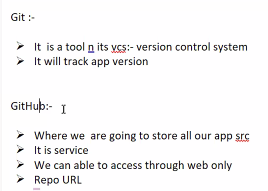 Git :-
➤ It is a tool n its vcs:- version control system
➤ It will track app version
GitHub:-
➤ Where we are going to store all our app src
➤ It is service
➤ We can able to access through web only
➤ Repo URL